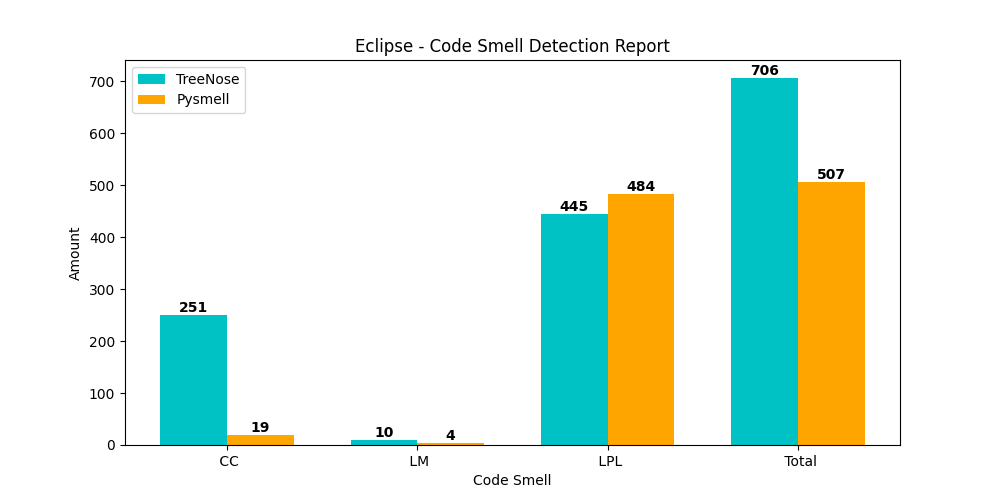 Eclipse - Code Smell Detection Report
TreeNose
Pysmell
Amount
700
600
500
400
300
200
100
0
251
19
10
4
445
484
706
507
CC
LM
LPL
Total
Code Smell